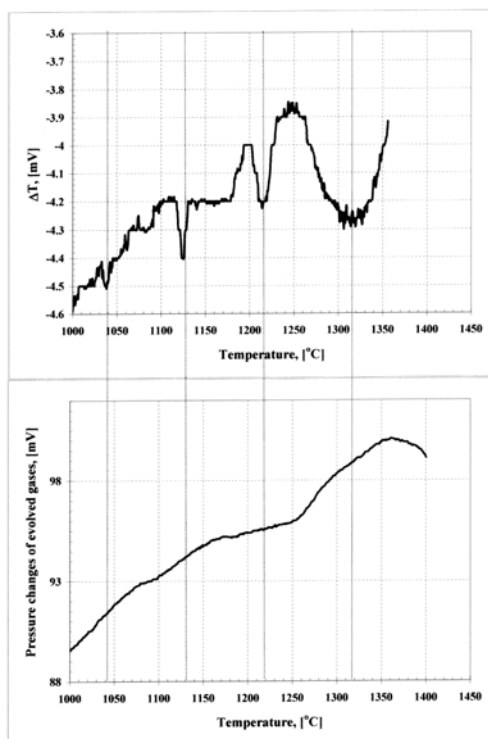 -3.6
-3.7
-3.8
-3.9
-4
-4.1
-4.2
-4.3
-4.4
-4.5
-4.6
ΔT, [mV]
1000 1050 1100 1150 1200 1250 1300 1350 1400 1450
Temperature, [°C]
98
93
88
Pressure changes of evolved gases, [mV]
1000 1050 1100 1150 1200 1250 1300 1350 1400 1450
Temperature, [°C]